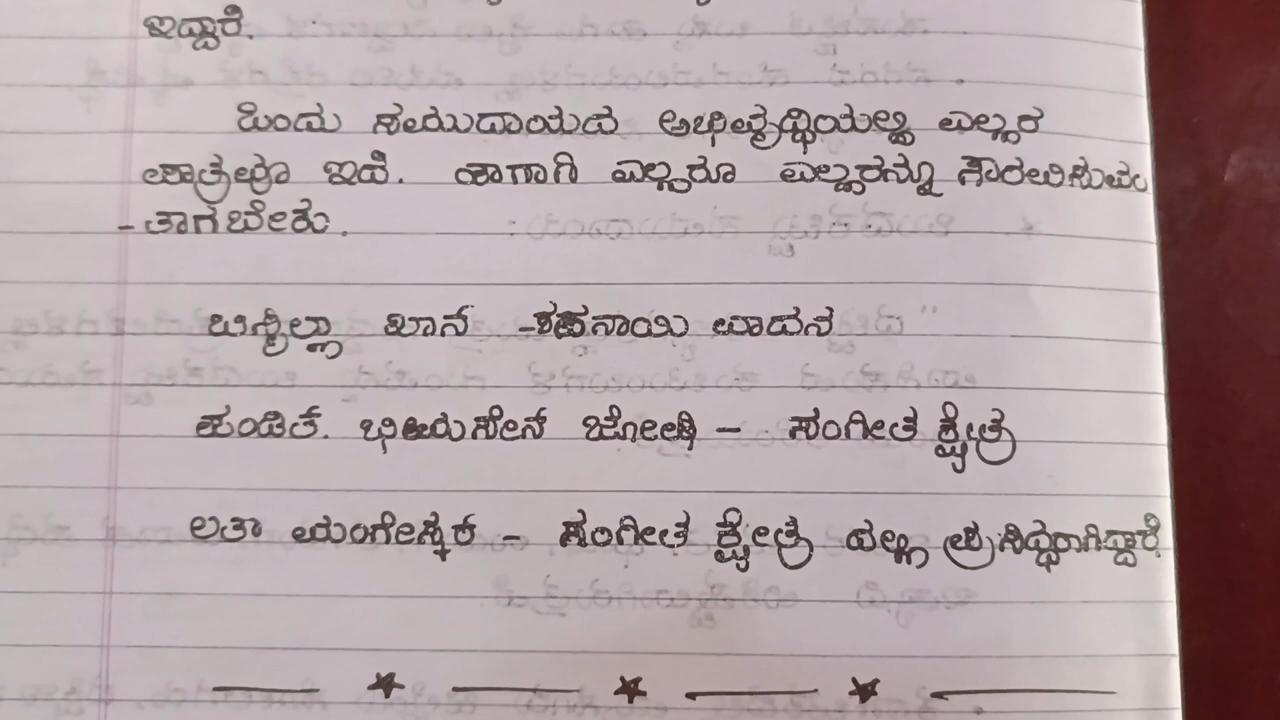 ಇದ್ದಾರೆ.
ಒಂದು ಸಮುದಾಯದ ಅಭಿವೃದ್ಧಿಯಲ್ಲಿ ಎಲ್ಲರ
ಪಾತ್ರವೂ ಇದೆ. ಹಾಗಾಗಿ ಎಲ್ಲರೂ ಎಲ್ಲರನ್ನೂ
-ತಾಗಬೇಕು.
ಬಿಸ್ಮಿಲ್ಲಾ ಖಾನ - ಶಹನಾಯಿ ವಾದನ
ಪಂಡಿತ. ಭೀಮಸೇನ ಜೋಷಿ - ಸಂಗೀತ ಕ್ಷೇತ್ರ
ಲತಾ ಮಂಗೇಸ್ಕರ - ಸಂಗೀತ ಕ್ಷೇತ್ರ ದಲ್ಲಿ ಪ್ರಸಿದ್ಧರಾಗಿದ್ದಾರೆ.